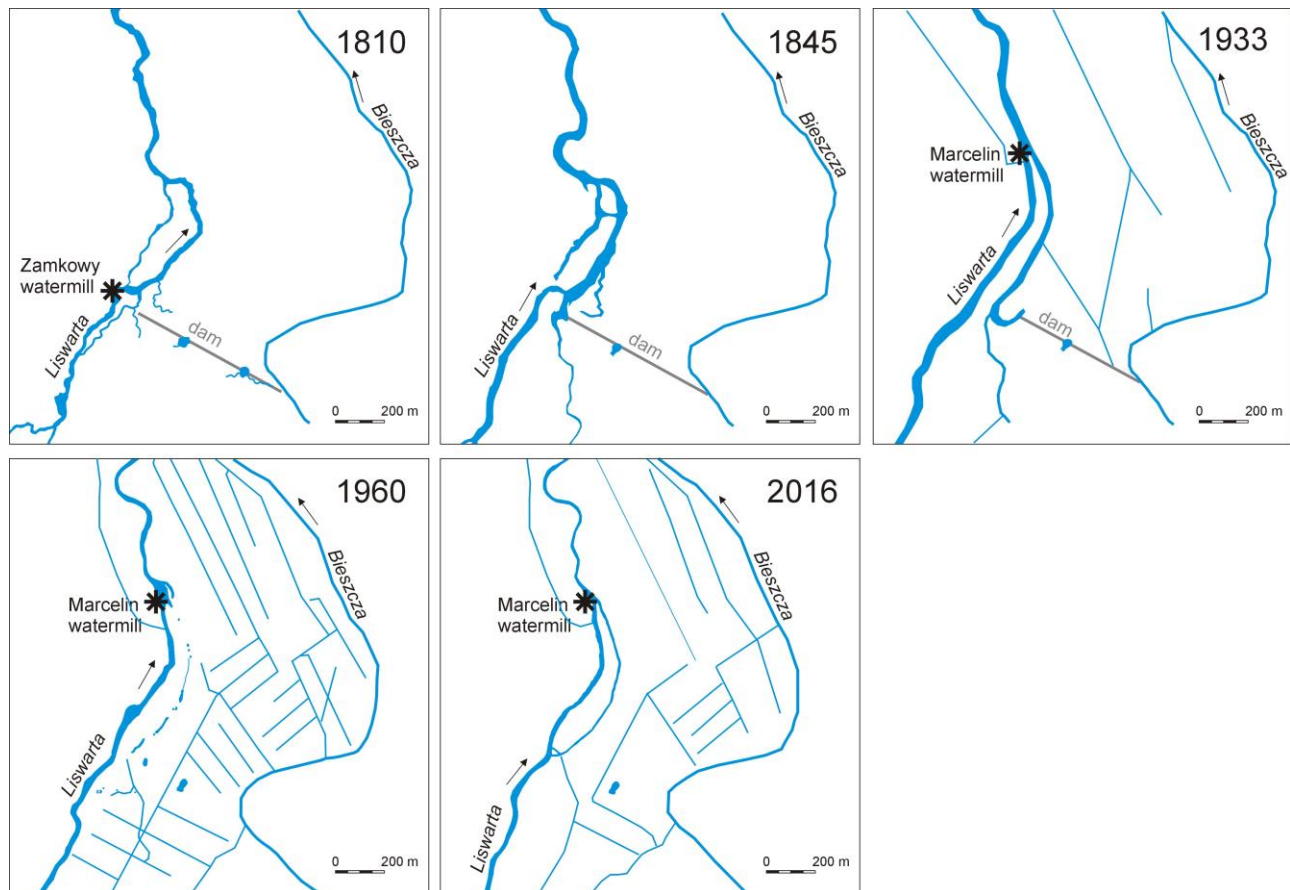 1810
Bieszcza
Zamkowy
watermill
Liswarta
dam
0 200 m
1845
Bieszcza
Liswarta
dam
0 200 m
1933
Bieszcza
Marcelin
watermill
Liswarta
dam
0 200 m
1960
Bieszcza
Marcelin
watermill
Liswarta
0 200 m
2016
Bieszcza
Marcelin
watermill
Liswarta
0 200 m